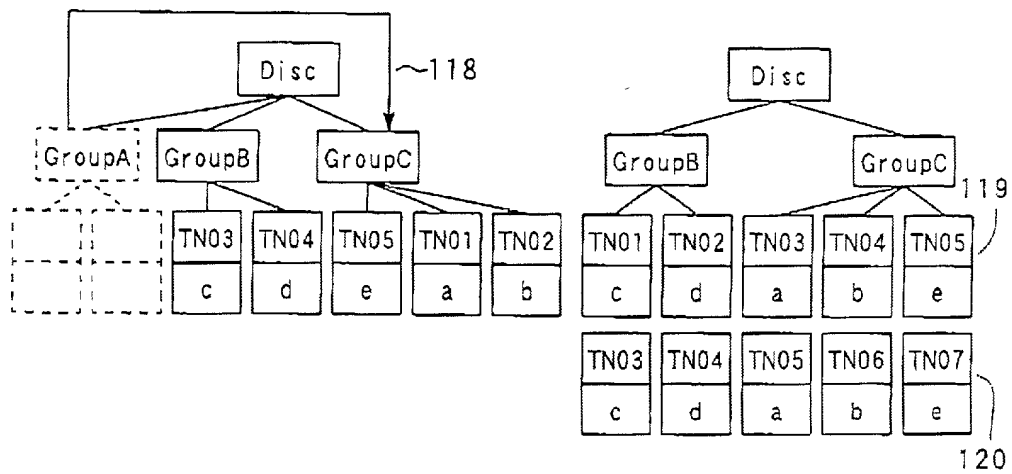 Disc
118
GroupA GroupB GroupC
TN03 TN04 TN05 TN01 TN02
c d e a b
Disc
GroupB GroupC
119
TN01 TN02 TN03 TN04 TN05
c d a b e
TN03 TN04 TN05 TN06 TN07
c d a b e
120